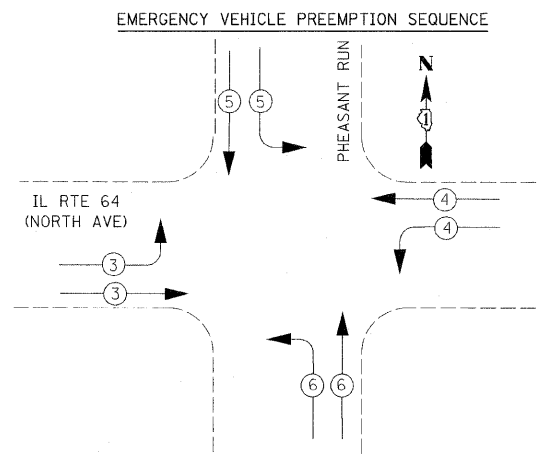 EMERGENCY VEHICLE PREEMPTION SEQUENCE
PHEASANT RUN
N
5 5
1
IL RTE 64
(NORTH AVE)
4
4
3
3
6 6